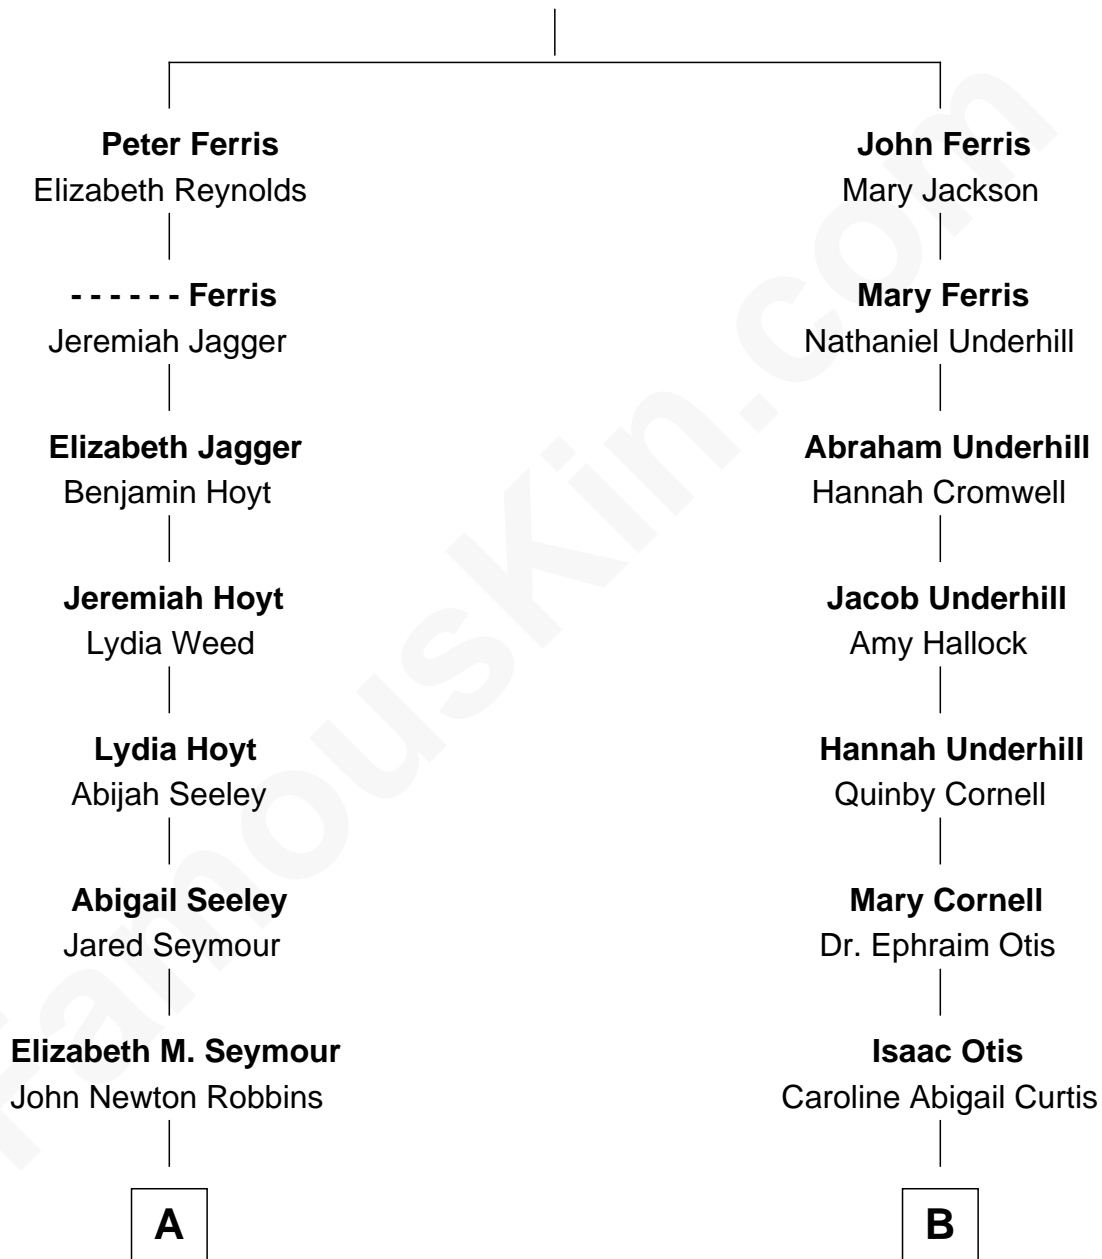 Peter Ferris
Elizabeth Reynolds
John Ferris
Mary Jackson
- - - - - - Ferris
Jeremiah Jagger
Mary Ferris
Nathaniel Underhill
Elizabeth Jagger
Benjamin Hoyt
Abraham Underhill
Hannah Cromwell
Jeremiah Hoyt
Lydia Weed
Jacob Underhill
Amy Hallock
Lydia Hoyt
Abijah Seeley
Hannah Underhill
Quinby Cornell
Abigail Seeley
Jared Seymour
Mary Cornell
Dr. Ephraim Otis
Elizabeth M. Seymour
John Newton Robbins
Isaac Otis
Caroline Abigail Curtis
A
B
FamousKin.com